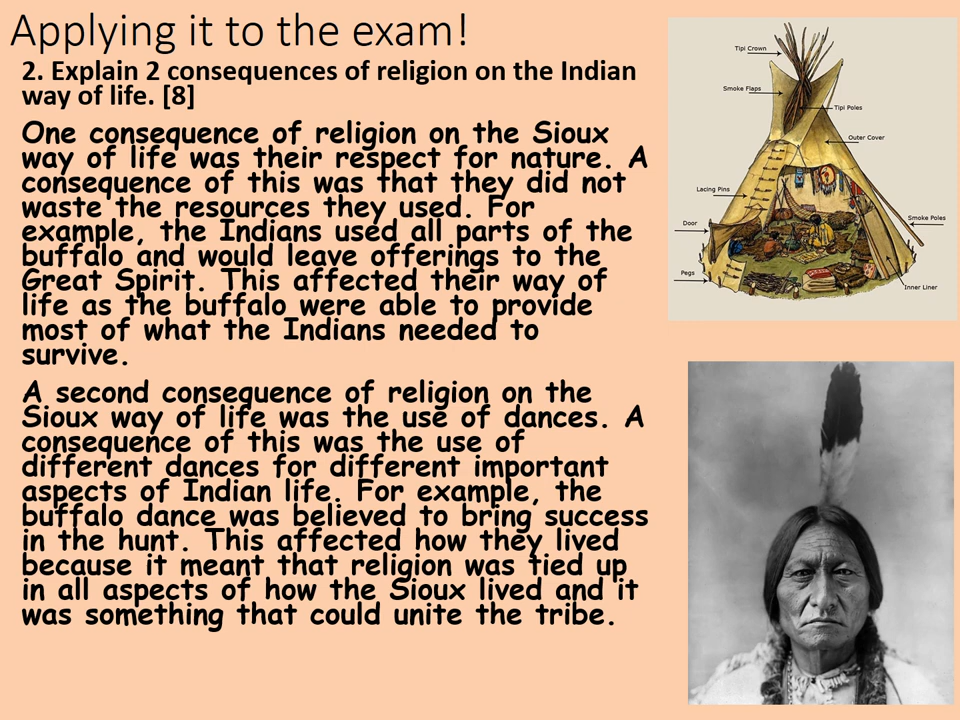 Applying it to the exam!
2. Explain 2 consequences of religion on the Indian
way of life. [8]
One consequence of religion on the Sioux
way of life was their respect for nature. A
consequence of this was that they did not
waste the resources they used. For
example, the Indians used all parts of the
buffalo and would leave offerings to the
Great Spirit. This affected their way of
life as the buffalo were able to provide
most of what the Indians needed to
survive.
A second consequence of religion on the
Sioux way of life was the use of dances. A
consequence of this was the use of
different dances for different important
aspects of Indian life. For example, the
buffalo dance was believed to bring success
in the hunt. This affected how they lived
because it meant that religion was tied up
in all aspects of how the Sioux lived and it
was something that could unite the tribe.
Tipi Crown
Smoke Flaps
Tipi Poles
Outer Cover
Lacing Pins
Smoke Poles
Door
Pegs
Inner Liner